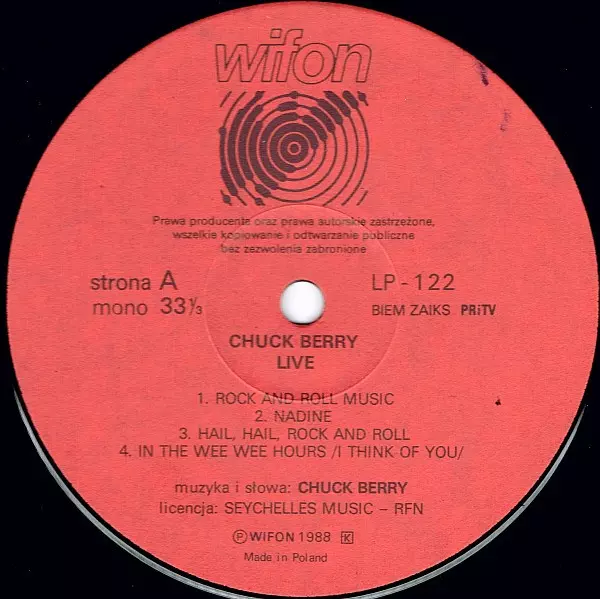 wifon
Prawa producenta oraz prawa autorskie zastrzeżone,
wszelkie kopiowanie i odtwarzanie publiczne
bez zezwolenia zabronione
strona A
mono 33⅓
LP - 122
BIEM ZAIKS PRiTV
CHUCK BERRY
LIVE
1. ROCK AND ROLL MUSIC
2. NADINE
3. HAIL, HAIL, ROCK AND ROLL
4. IN THE WEE WEE HOURS /I THINK OF YOU/
muzyka i słowa: CHUCK BERRY
licencja: SEYCHELLES MUSIC – RFN
Ⓟ WIFON 1988 K
Made in Poland